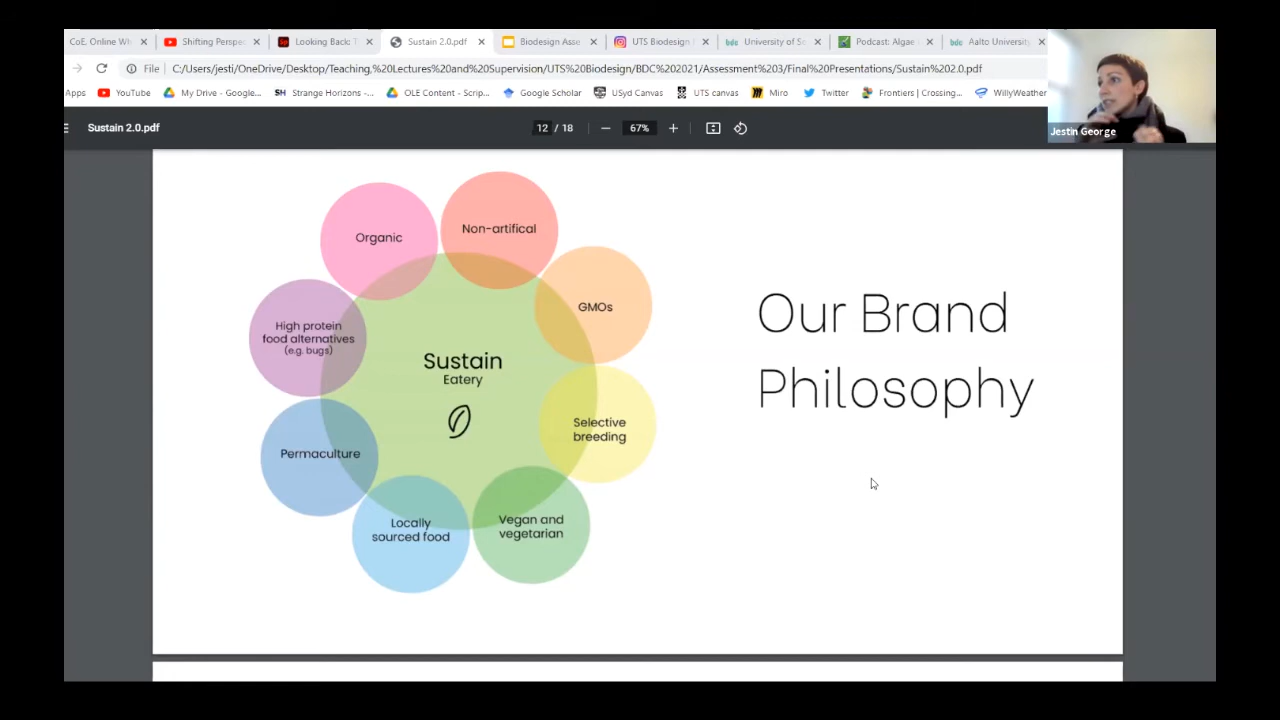 CoE. Online Wh
Shifting Perspec
Looking Back: T
Sustain 2.0.pdf
Biodesign Asse
UTS Biodesign
University of S
Podcast: Algae
Aalto University
File
C:/Users/jesti/OneDrive/Desktop/Teaching,%20Lectures%20and%20Supervision/UTS%20Biodesign/BDC%202021/Assessment%203/Final%20Presentations/Sustain%202.0.pdf
Apps
YouTube
My Drive - Google...
SH Strange Horizons -...
OLE Content - Scrip...
Google Scholar
USyd Canvas
UTS canvas
Miro
Twitter
Frontiers | Crossing...
WillyWeather
Jestin George
Sustain 2.0.pdf
12 / 18
67%
Organic
Non-artifical
GMOs
High protein
food alternatives
(e.g. bugs)
Sustain
Eatery
Selective
breeding
Permaculture
Locally
sourced food
Vegan and
vegetarian
Our Brand
Philosophy